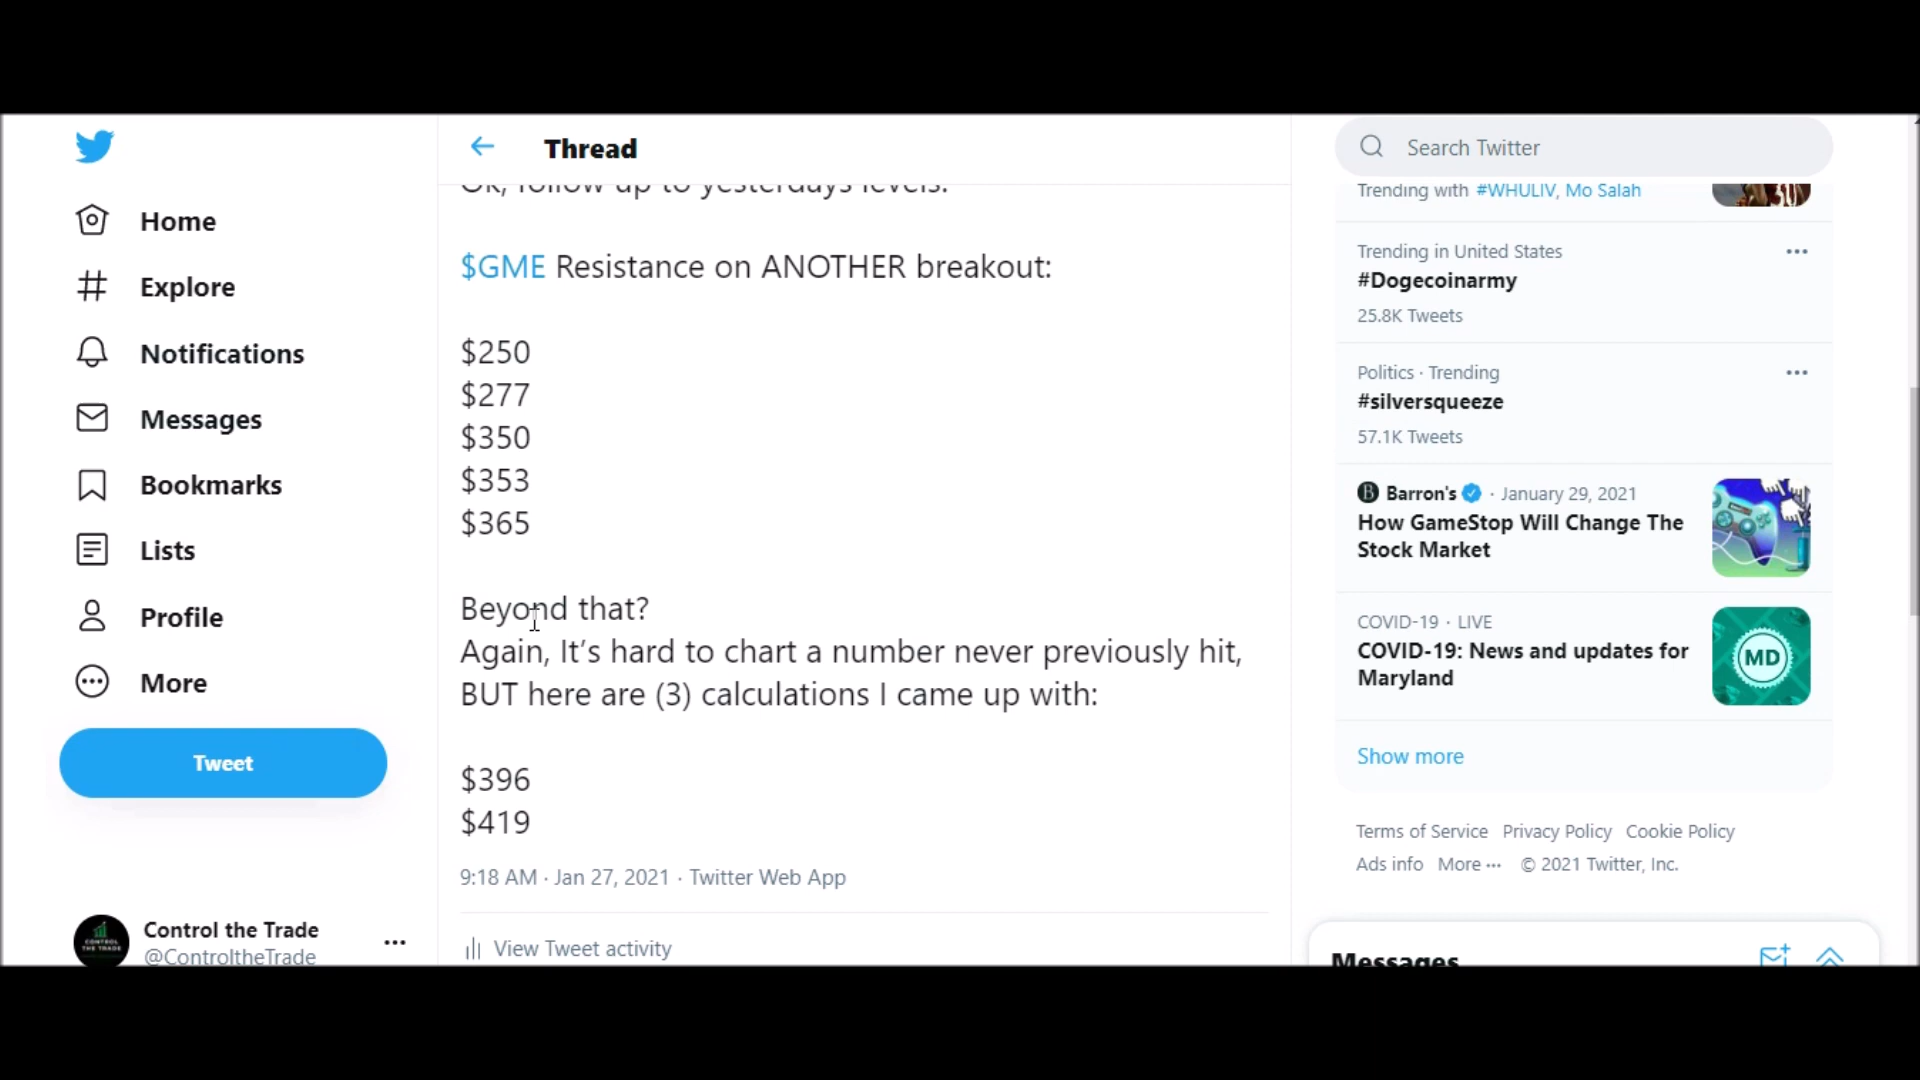 Thread
Search Twitter
Home
Explore
Notifications
Messages
Bookmarks
Lists
Profile
More
Tweet
Control the Trade
@ControltheTrade
Ok, follow up to yesterdays levels.
$GME Resistance on ANOTHER breakout:
$250
$277
$350
$353
$365
Beyond that?
Again, It’s hard to chart a number never previously hit,
BUT here are (3) calculations I came up with:
$396
$419
9:18 AM · Jan 27, 2021 · Twitter Web App
View Tweet activity
Trending with #WHULIV, Mo Salah
Trending in United States
#Dogecoinarmy
25.8K Tweets
Politics · Trending
#silversqueeze
57.1K Tweets
B Barron's · January 29, 2021
How GameStop Will Change The
Stock Market
COVID-19 · LIVE
COVID-19: News and updates for
Maryland
MD
Show more
Terms of Service Privacy Policy Cookie Policy
Ads info More ··· © 2021 Twitter, Inc.
Messages